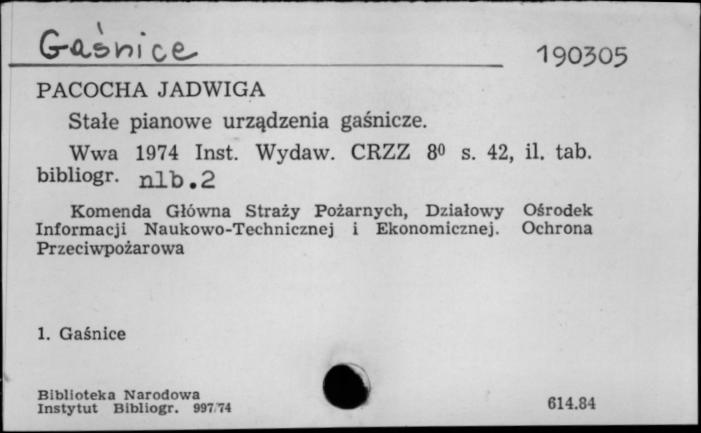 Gaśnice
190305
PACOCHA JADWIGA
Stałe pianowe urządzenia gaśnicze.
Wwa 1974 Inst. Wydaw. CRZZ 8⁰ s. 42, il. tab.
bibliogr. nlb.2
Komenda Główna Straży Pożarnych, Działowy Ośrodek
Informacji Naukowo-Technicznej i Ekonomicznej. Ochrona
Przeciwpożarowa
1. Gaśnice
Biblioteka Narodowa
Instytut Bibliogr. 997/74
614.84